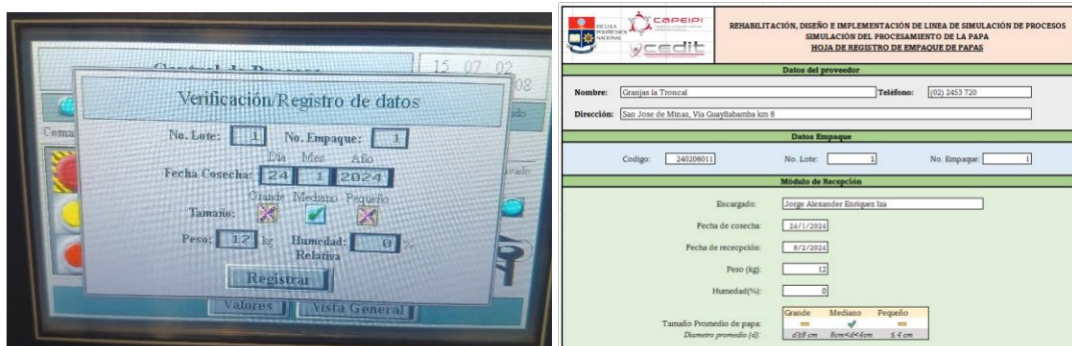 Control de Proceso
15 07 02
08
Verificación/Registro de datos
No. Lote: 1 No. Empaque: 1
Día Mes Año
Fecha Cosecha: 24 1 2024
Grande Mediano Pequeño
Tamaño:
Peso: 12 kg Humedad: 0 %
Relativa
Registrar
Valores Vista General
ESCUELA POLITÉCNICA NACIONAL
CAPEIPI
cedit
REHABILITACIÓN, DISEÑO E IMPLEMENTACIÓN DE LINEA DE SIMULACIÓN DE PROCESOS
SIMULACIÓN DEL PROCESAMIENTO DE LA PAPA
HOJA DE REGISTRO DE EMPAQUE DE PAPAS
Datos del proveedor
Nombre: Granjas la Troncal Teléfono: (02) 2453 720
Dirección: San Jose de Minas, Via Guayllabamba km 8
Datos Empaque
Codigo: 240208011 No. Lote: 1 No. Empaque: 1
Módulo de Recepción
Encargado: Jorge Alexander Enriquez Iza
Fecha de cosecha: 24/1/2024
Fecha de recepción: 8/2/2024
Peso (kg): 12
Humedad(%): 0
Grande Mediano Pequeño
Tamaño Promedio de papa:
Diametro promedio (d): d≥8 cm 8cm<d<4cm ≤ 4 cm